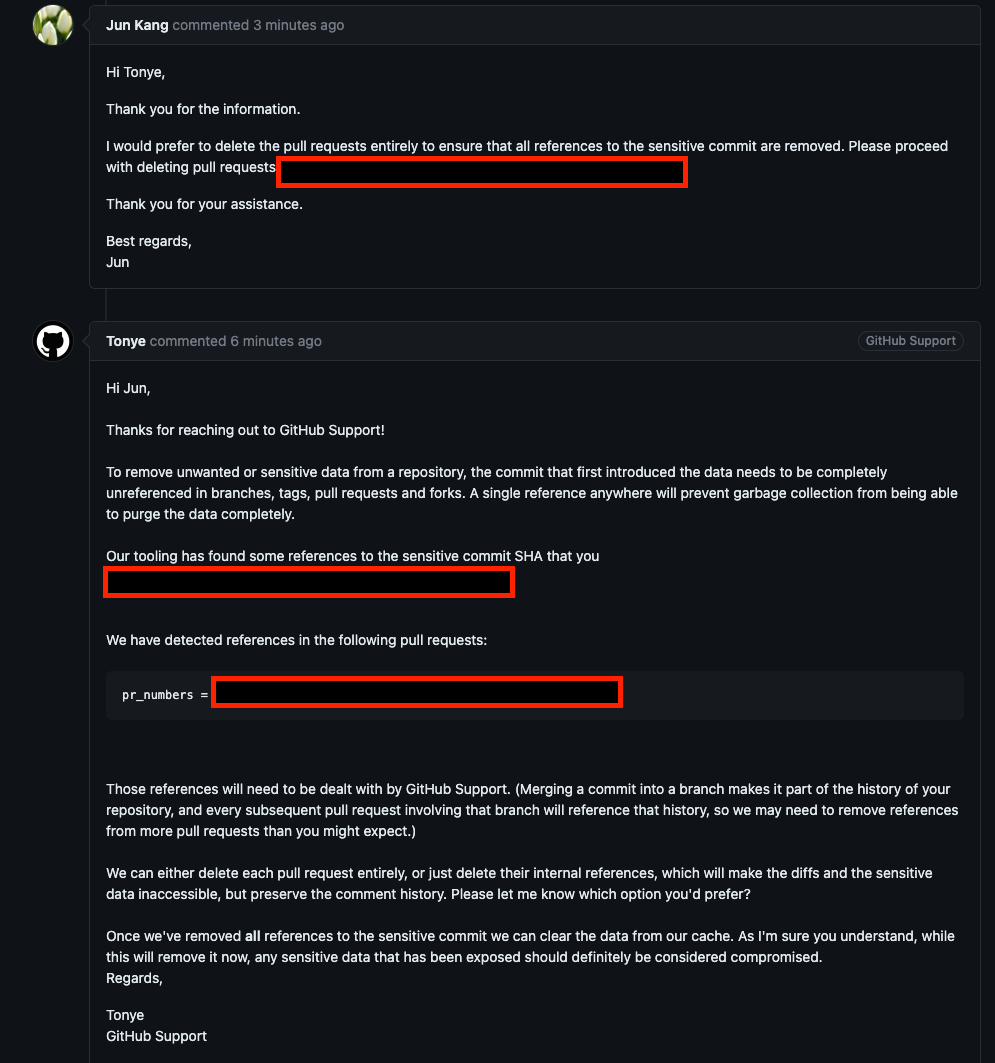 Jun Kang commented 3 minutes ago
Hi Tonye,
Thank you for the information.
I would prefer to delete the pull requests entirely to ensure that all references to the sensitive commit are removed. Please proceed
with deleting pull requests
Thank you for your assistance.
Best regards,
Jun
Tonye commented 6 minutes ago
GitHub Support
Hi Jun,
Thanks for reaching out to GitHub Support!
To remove unwanted or sensitive data from a repository, the commit that first introduced the data needs to be completely
unreferenced in branches, tags, pull requests and forks. A single reference anywhere will prevent garbage collection from being able
to purge the data completely.
Our tooling has found some references to the sensitive commit SHA that you
We have detected references in the following pull requests:
pr_numbers =
Those references will need to be dealt with by GitHub Support. (Merging a commit into a branch makes it part of the history of your
repository, and every subsequent pull request involving that branch will reference that history, so we may need to remove references
from more pull requests than you might expect.)
We can either delete each pull request entirely, or just delete their internal references, which will make the diffs and the sensitive
data inaccessible, but preserve the comment history. Please let me know which option you'd prefer?
Once we've removed all references to the sensitive commit we can clear the data from our cache. As I'm sure you understand, while
this will remove it now, any sensitive data that has been exposed should definitely be considered compromised.
Regards,
Tonye
GitHub Support